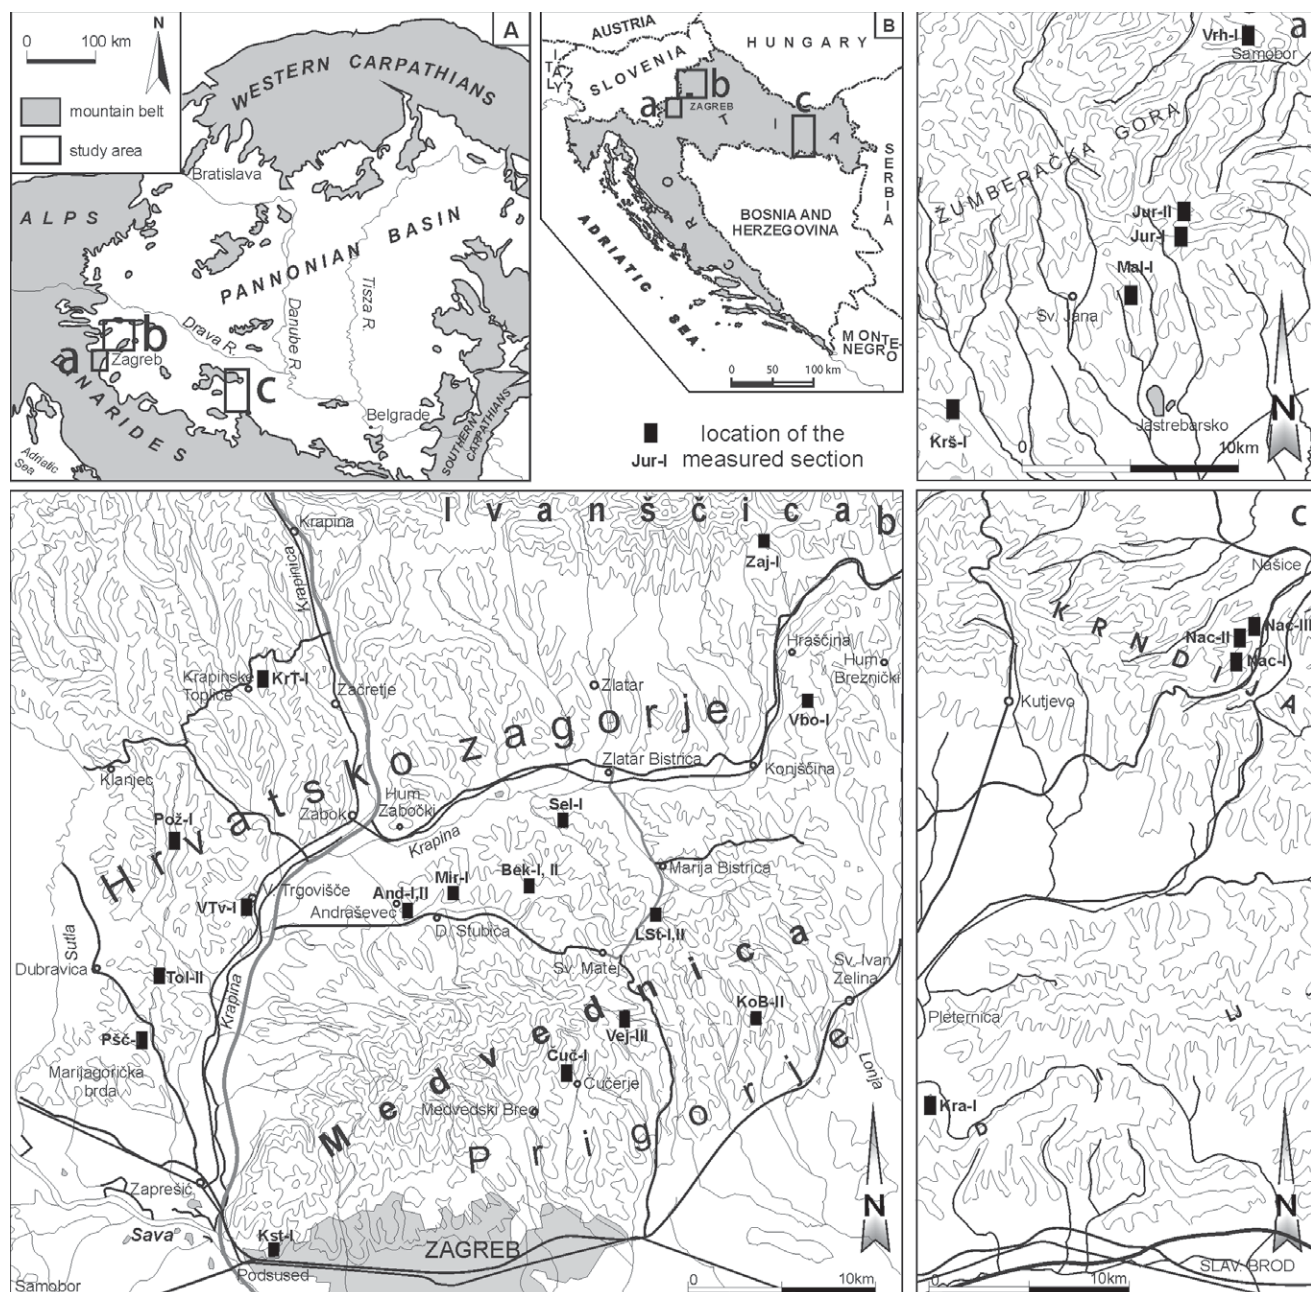 A
N
0 100 km
mountain belt
study area
WESTERN CARPATHIANS
Bratislava
ALPS
PANNONIAN BASIN
Danube R.
Tisza R.
Drava R.
a
b
c
Zagreb
DINARIDES
Belgrade
SOUTHERN
CARPATHIANS
Adriatic
Sea
B
AUSTRIA
HUNGARY
ITALY
SLOVENIA
a
b
c
ZAGREB
CROATIA
SERBIA
BOSNIA AND
HERZEGOVINA
ADRIATIC SEA
MONTE-
NEGRO
0 50 100 km
location of the
measured section
Jur-I
a
Vrh-I
Samobor
ŽUMBERAČKA GORA
Jur-II
Jur-I
Mal-I
Sv. Jana
Krš-I
Jastrebarsko
0 10km
N
b
Ivanščica
Krapina
Krapinica
Zaj-I
Hrašćina
Hum
Breznički
Krapinske
Toplice
KrT-I
Začretje
Zlatar
Vbo-I
Hrvatsko zagorje
Zlatar Bistrica
Konjščina
Klanjec
Hum
Zabočki
Zabok
Sel-I
Krapina
Pož-I
Marija Bistrica
Bek-I, II
Mir-I
V. Trgovišče
And-I,II
VTv-I
Andraševec
D. Stubica
LSt-I,II
Sutla
Dubravica
Tol-II
Sv. Matej
Sv. Ivan
Zelina
Krapina
KoB-II
Vej-III
Pšč-I
Čuč-I
Čučerje
Marijagorička
brda
Medvedski Breg
Lonja
Medvednica
Prigorje
Zaprešić
Sava
Kst-I
ZAGREB
Podsused
Samobor
0 10km
N
c
Našice
KRNDIJA
Nac-III
Nac-II
Nac-I
Kutjevo
Pleternica
LJ
Kra-I
D
N
SLAV. BROD
0 10km